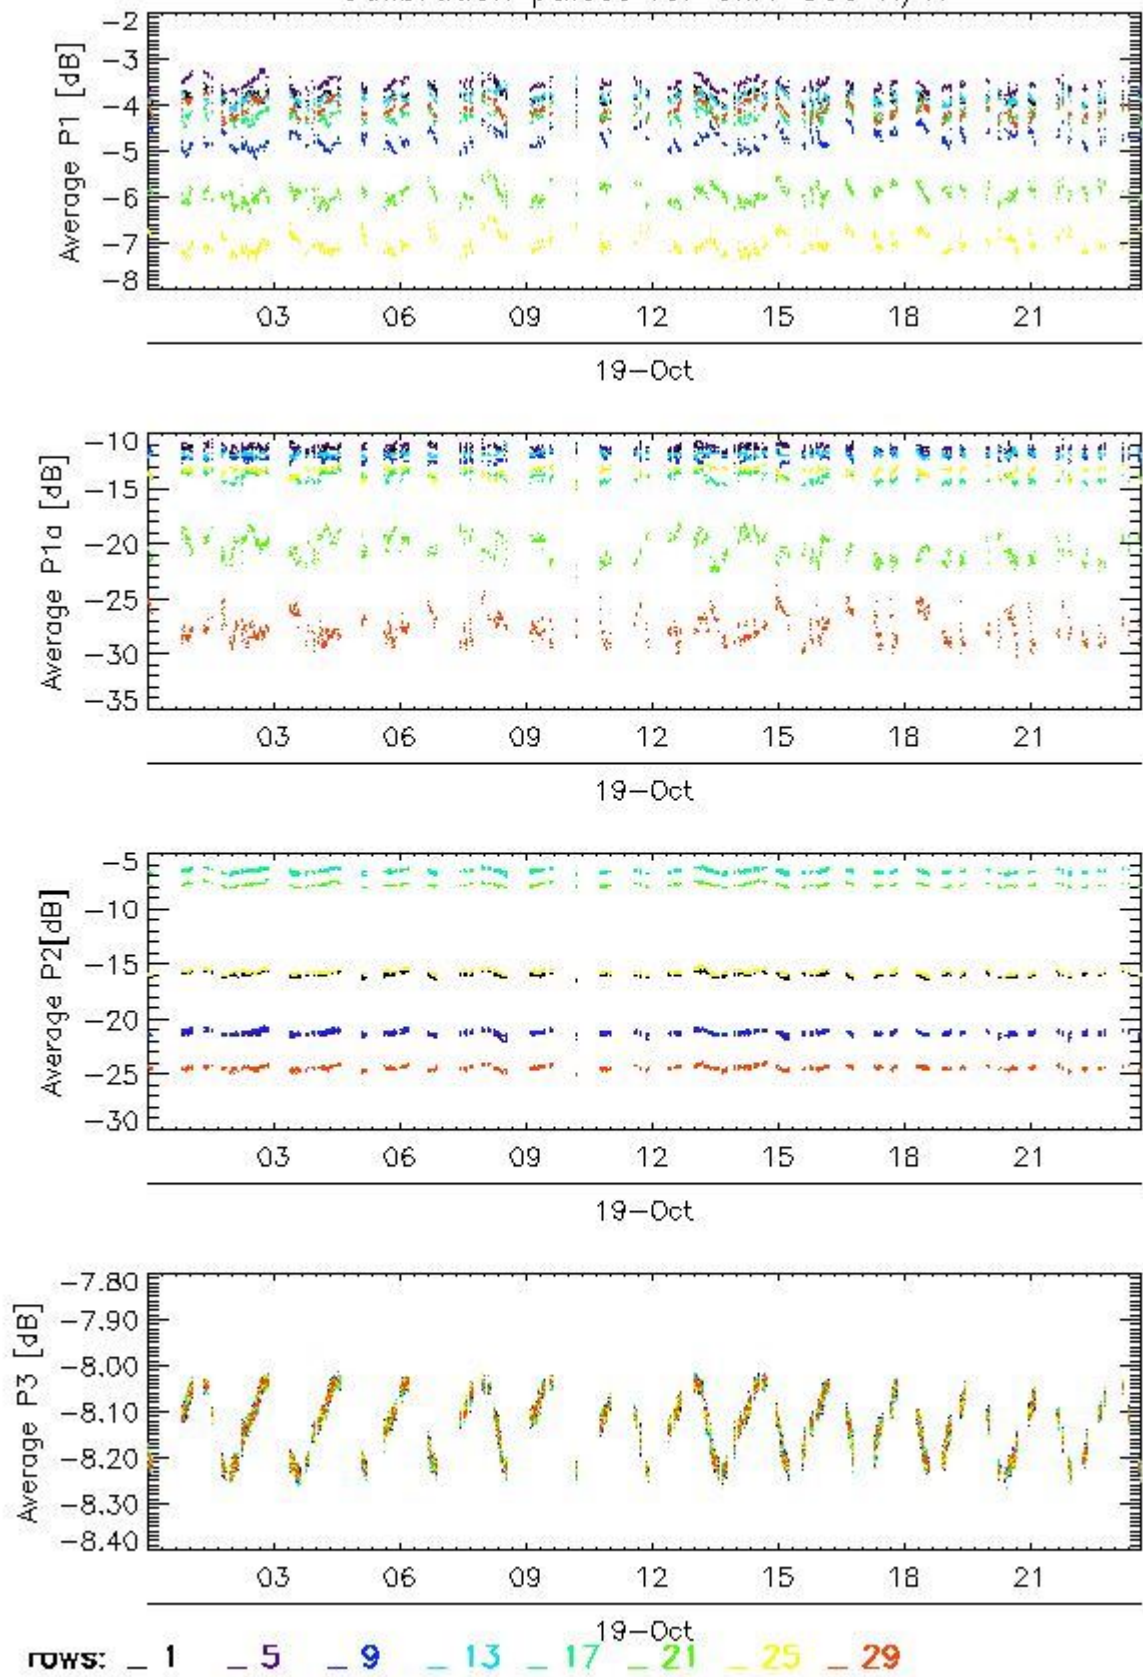 -2
-3
-4
-5
-6
-7
-8
Average P1 [dB]
03 06 09 12 15 18 21
19-Oct
-10
-15
-20
-25
-30
-35
Average P1a [dB]
03 06 09 12 15 18 21
19-Oct
-5
-10
-15
-20
-25
-30
Average P2[dB]
03 06 09 12 15 18 21
19-Oct
-7.80
-7.90
-8.00
-8.10
-8.20
-8.30
-8.40
Average P3 [dB]
03 06 09 12 15 18 21
19-Oct
rows: _ 1 _ 5 _ 9 _ 13 _ 17 _ 21 _ 25 _ 29